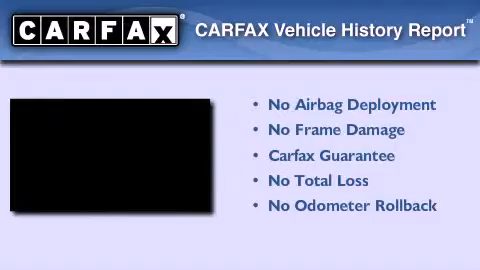 CARFAX® CARFAX Vehicle History Report™
• No Airbag Deployment
• No Frame Damage
• Carfax Guarantee
• No Total Loss
• No Odometer Rollback